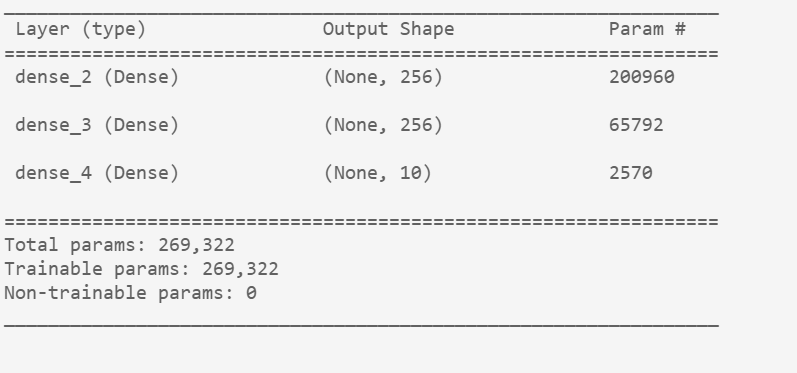 _________________________________________________________________
 Layer (type)                Output Shape              Param #
=================================================================
 dense_2 (Dense)             (None, 256)               200960
 dense_3 (Dense)             (None, 256)               65792
 dense_4 (Dense)             (None, 10)                2570
=================================================================
Total params: 269,322
Trainable params: 269,322
Non-trainable params: 0
_________________________________________________________________